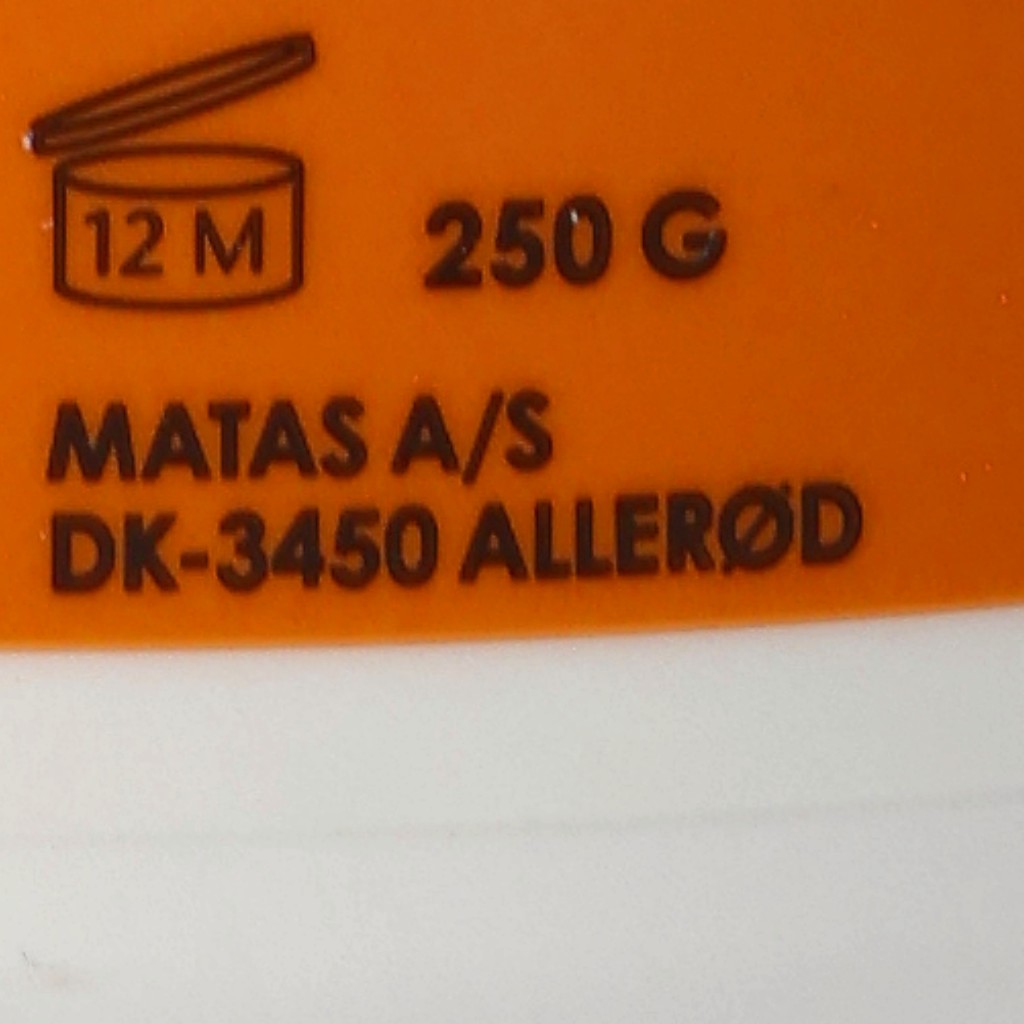 12 M
250 G
MATAS A/S
DK-3450 ALLERØD